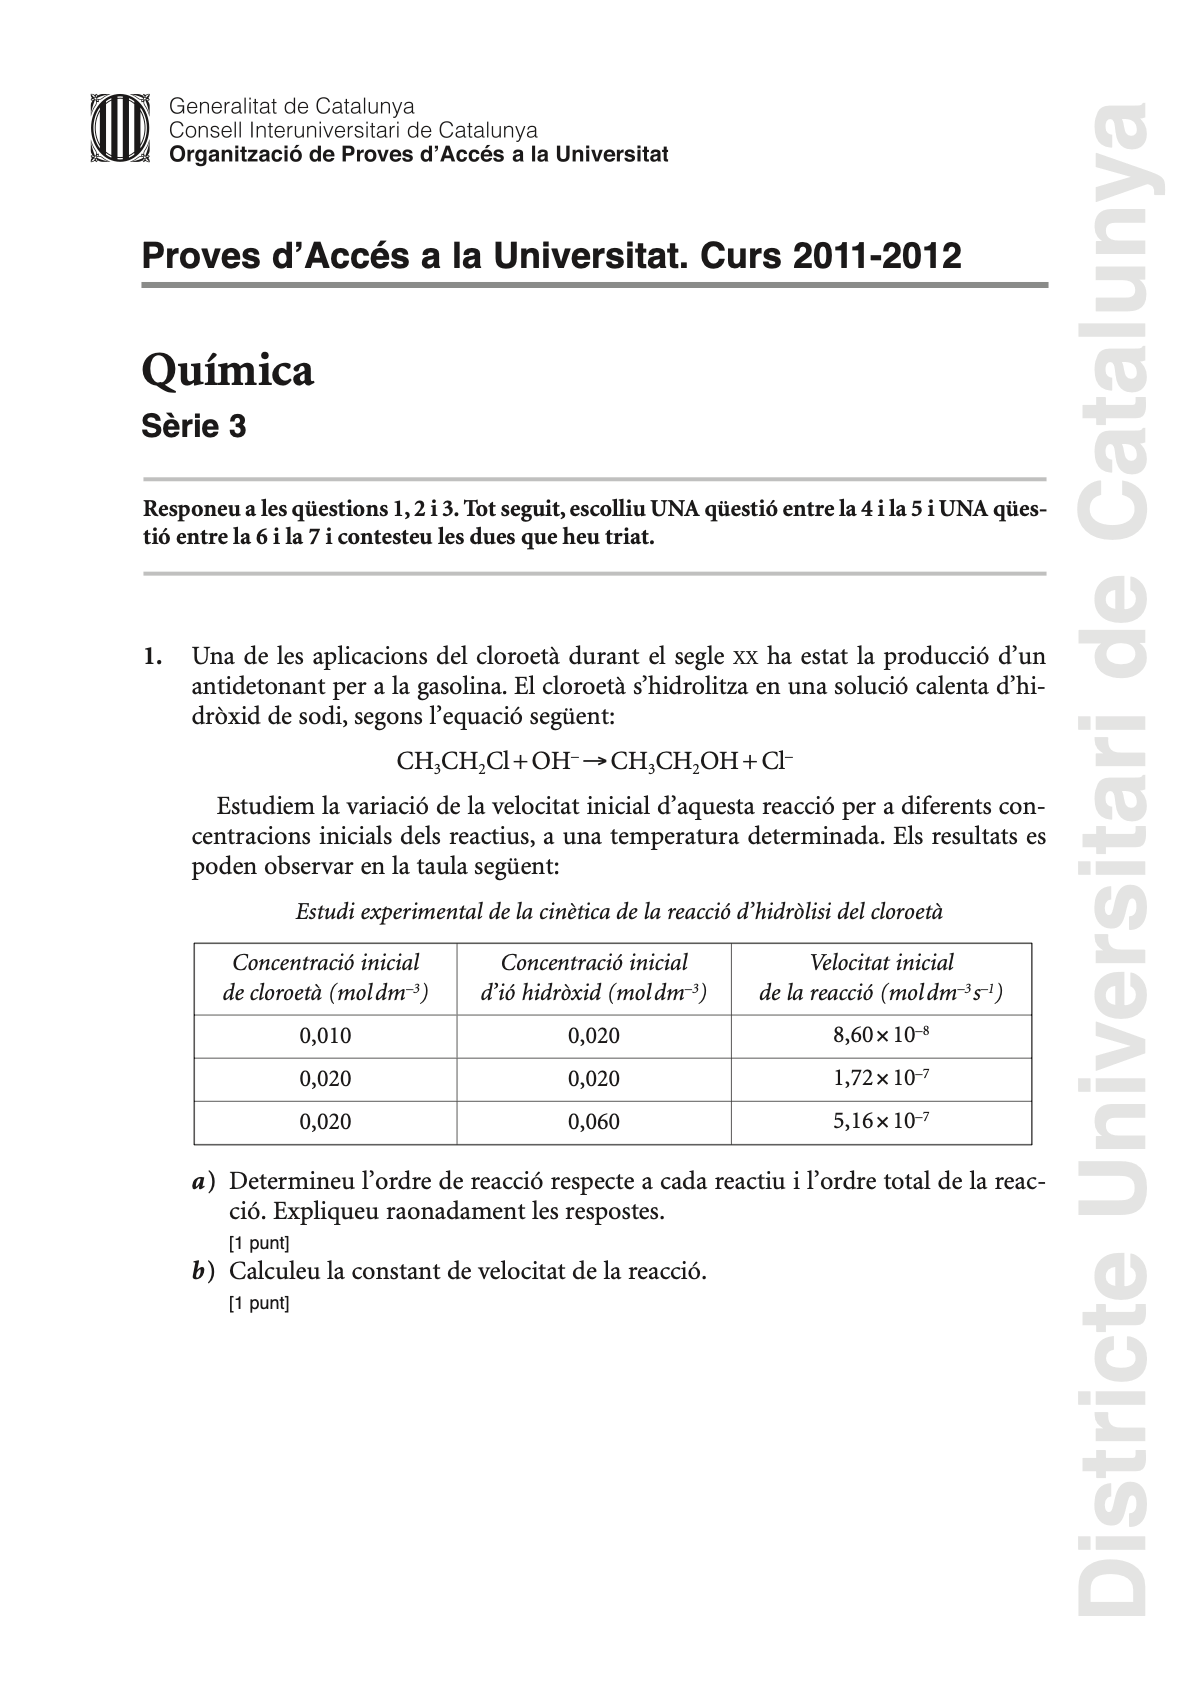 Generalitat de Catalunya
Consell Interuniversitari de Catalunya
Organització de Proves d'Accés a la Universitat
Proves d'Accés a la Universitat. Curs 2011-2012
Química
Sèrie 3
Responeu a les qüestions 1, 2 i 3. Tot seguit, escolliu UNA qüestió entre la 4 i la 5 i UNA qües-
tió entre la 6 i la 7 i contesteu les dues que heu triat.
1. Una de les aplicacions del cloroetà durant el segle XX ha estat la producció d'un
antidetonant per a la gasolina. El cloroetà s'hidrolitza en una solució calenta d'hi-
dròxid de sodi, segons l'equació següent:
CH₃CH₂Cl + OH⁻ → CH₃CH₂OH + Cl⁻
Estudiem la variació de la velocitat inicial d'aquesta reacció per a diferents con-
centracions inicials dels reactius, a una temperatura determinada. Els resultats es
poden observar en la taula següent:
Estudi experimental de la cinètica de la reacció d'hidròlisi del cloroetà
Concentració inicial
de cloroetà (mol dm⁻³)
Concentració inicial
d'ió hidròxid (mol dm⁻³)
Velocitat inicial
de la reacció (mol dm⁻³ s⁻¹)
0,010 0,020 8,60 × 10⁻⁸
0,020 0,020 1,72 × 10⁻⁷
0,020 0,060 5,16 × 10⁻⁷
a) Determineu l'ordre de reacció respecte a cada reactiu i l'ordre total de la reac-
ció. Expliqueu raonadament les respostes.
[1 punt]
b) Calculeu la constant de velocitat de la reacció.
[1 punt]
Districte Universitari de Catalunya